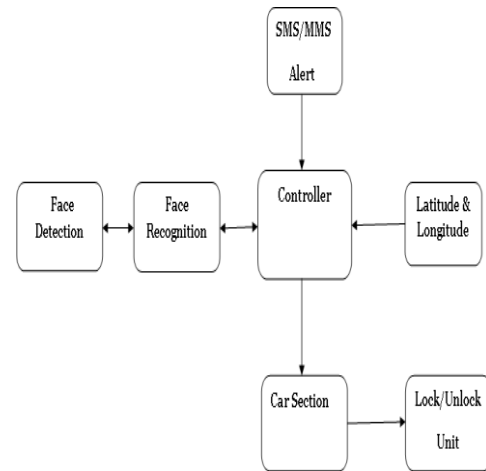 SMS/MMS
Alert
Face
Detection
Face
Recognition
Controller
Latitude &
Longitude
Car Section
Lock/Unlock
Unit